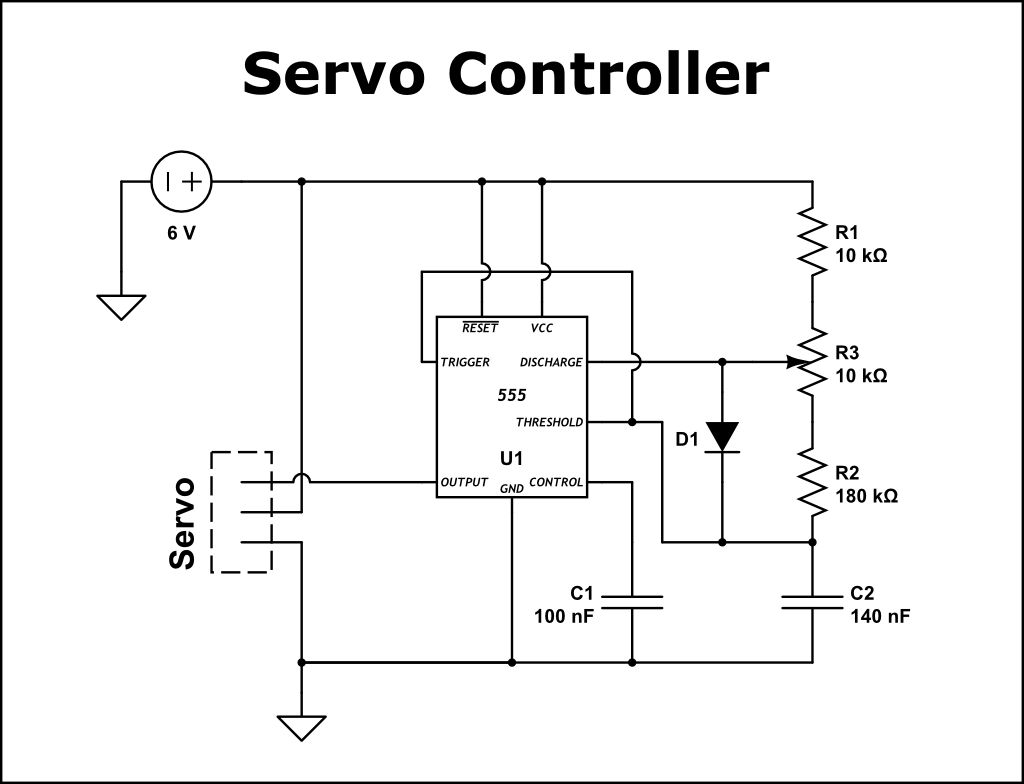 Servo Controller
6 V
R1
10 kΩ
RESET
VCC
TRIGGER
DISCHARGE
R3
10 kΩ
555
THRESHOLD
D1
U1
R2
180 kΩ
OUTPUT
GND
CONTROL
Servo
C1
100 nF
C2
140 nF